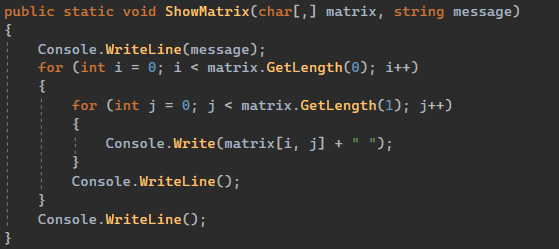 public static void ShowMatrix(char[,] matrix, string message)
{
    Console.WriteLine(message);
    for (int i = 0; i < matrix.GetLength(0); i++)
    {
        for (int j = 0; j < matrix.GetLength(1); j++)
        {
            Console.Write(matrix[i, j] + " ");
        }
        Console.WriteLine();
    }
    Console.WriteLine();
}